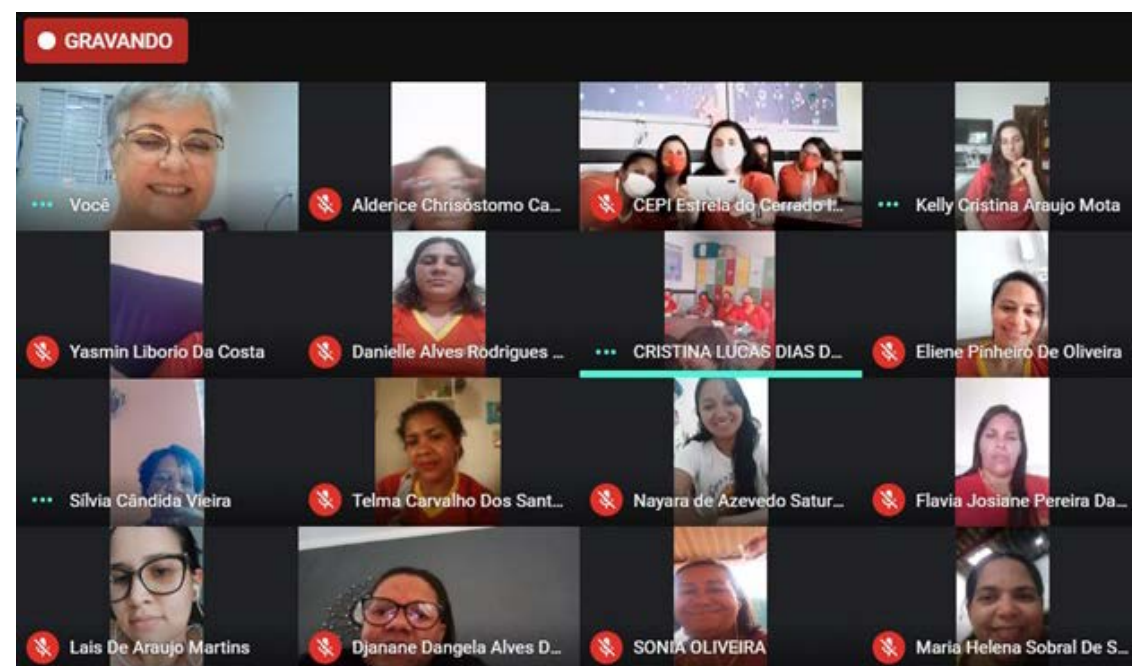 GRAVANDO
Você
Alderice Chrisóstomo Ca...
CEPI Estrela do Cerrado I...
Kelly Cristina Araujo Mota
Yasmin Liborio Da Costa
Danielle Alves Rodrigues ...
CRISTINA LUCAS DIAS D...
Eliene Pinheiro De Oliveira
Sílvia Cândida Vieira
Telma Carvalho Dos Sant...
Nayara de Azevedo Satur...
Flavia Josiane Pereira Da...
Lais De Araujo Martins
Djanane Dangela Alves D...
SONIA OLIVEIRA
Maria Helena Sobral De S...